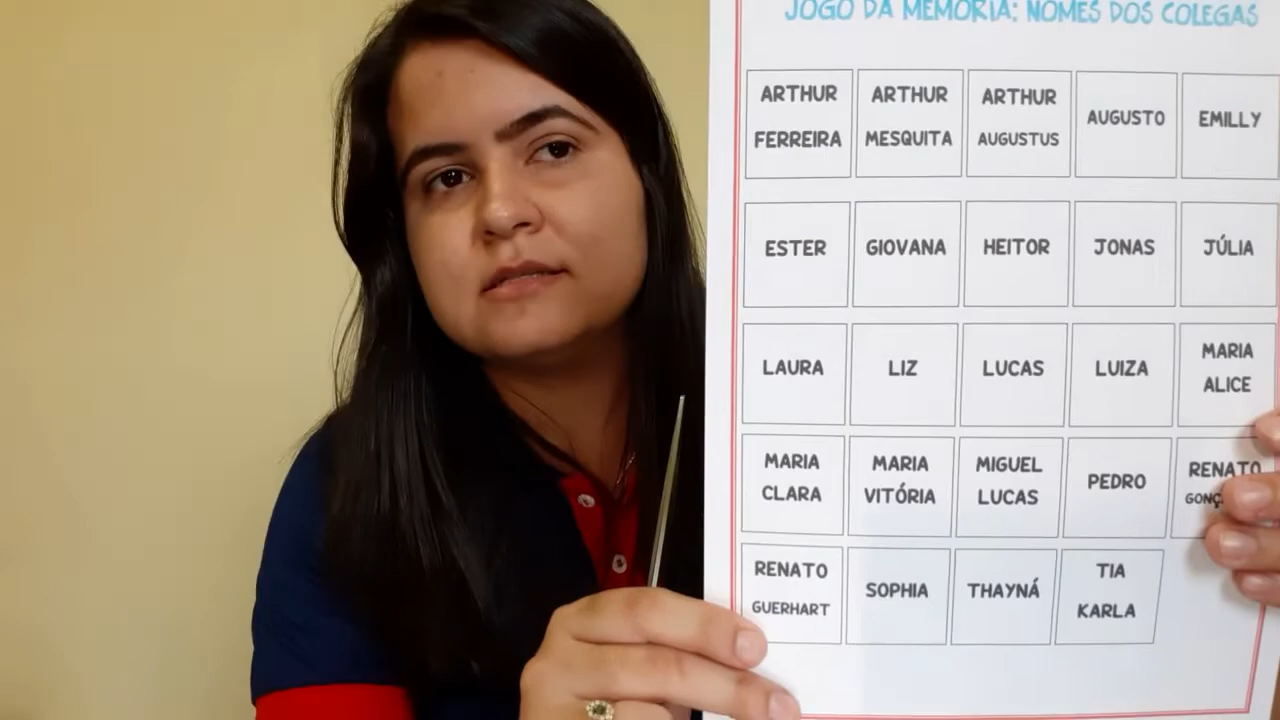 JOGO DA MEMÓRIA: NOMES DOS COLEGAS
ARTHUR FERREIRA
ARTHUR MESQUITA
ARTHUR AUGUSTUS
AUGUSTO
EMILLY
ESTER
GIOVANA
HEITOR
JONAS
JÚLIA
LAURA
LIZ
LUCAS
LUIZA
MARIA ALICE
MARIA CLARA
MARIA VITÓRIA
MIGUEL LUCAS
PEDRO
RENATO
RENATO GUERHART
SOPHIA
THAYNÁ
TIA KARLA